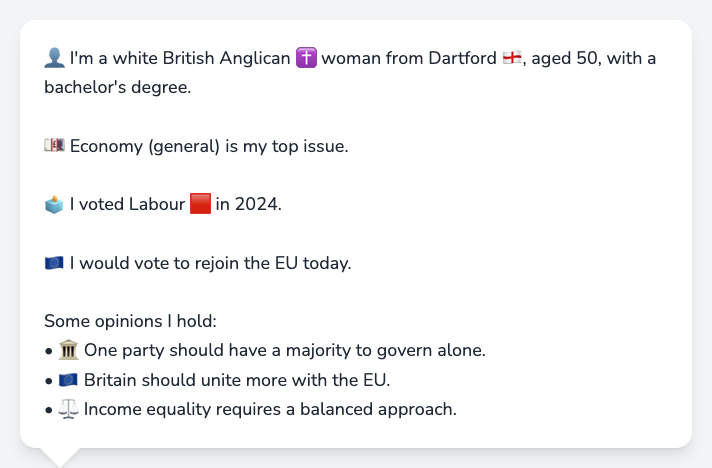 👤 I'm a white British Anglican ✝️ woman from Dartford 🏴󠁧󠁢󠁥󠁮󠁧󠁿, aged 50, with a
bachelor's degree.
💷 Economy (general) is my top issue.
🗳️ I voted Labour 🟥 in 2024.
🇪🇺 I would vote to rejoin the EU today.
Some opinions I hold:
• 🏛️ One party should have a majority to govern alone.
• 🇪🇺 Britain should unite more with the EU.
• ⚖️ Income equality requires a balanced approach.